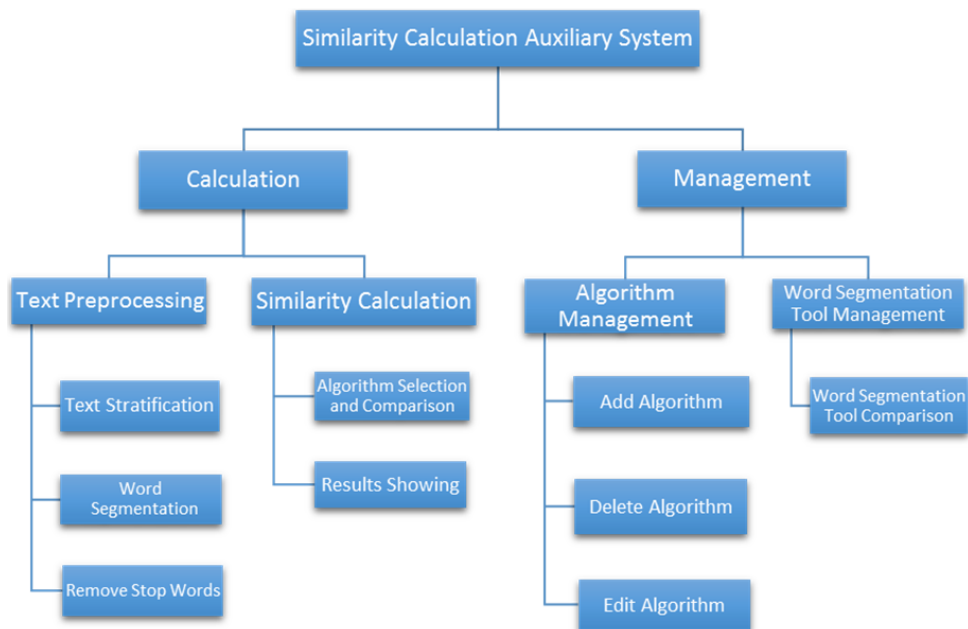 Similarity Calculation Auxiliary System
Calculation
Management
Text Preprocessing
Similarity Calculation
Algorithm
Management
Word Segmentation
Tool Management
Text Stratification
Word
Segmentation
Remove Stop Words
Algorithm Selection
and Comparison
Results Showing
Add Algorithm
Delete Algorithm
Edit Algorithm
Word Segmentation
Tool Comparison